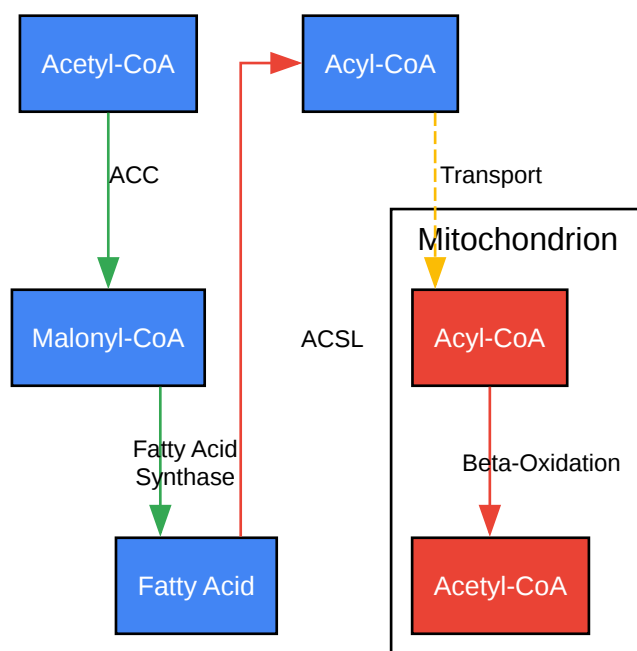 Acetyl-CoA
Acyl-CoA
ACC
Transport
Mitochondrion
Malonyl-CoA
ACSL
Acyl-CoA
Fatty Acid
Synthase
Beta-Oxidation
Fatty Acid
Acetyl-CoA